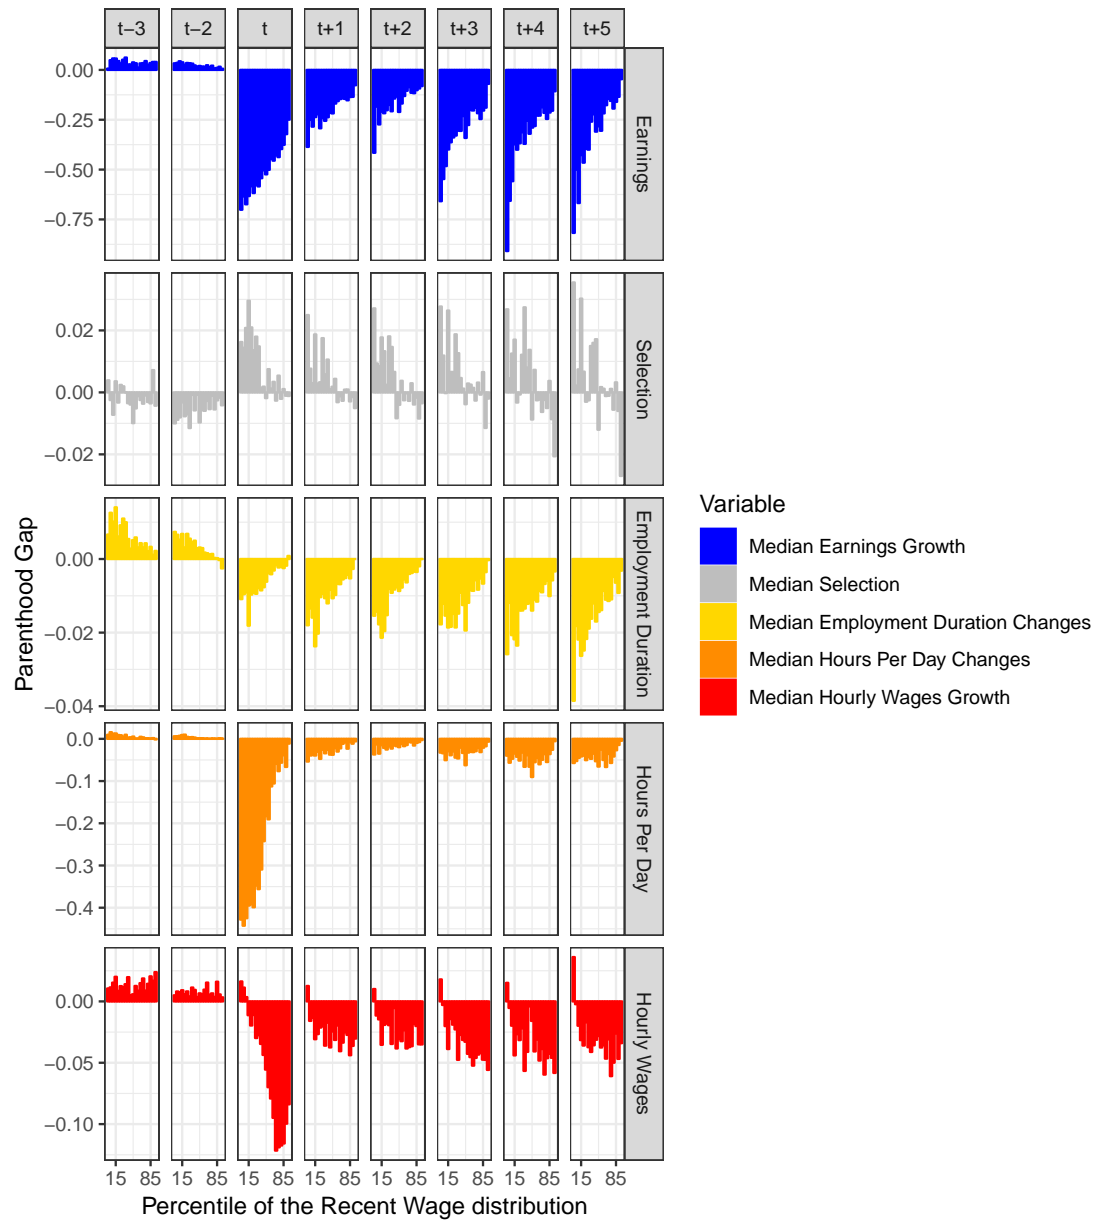 t−3 t−2 t t+1 t+2 t+3 t+4 t+5
0.00
−0.25
−0.50
−0.75
Earnings
0.02
0.00
−0.02
Selection
0.00
−0.02
−0.04
Employment Duration
0.0
−0.1
−0.2
−0.3
−0.4
Hours Per Day
0.00
−0.05
−0.10
Hourly Wages
15 85 15 85 15 85 15 85 15 85 15 85 15 85 15 85
Percentile of the Recent Wage distribution
Parenthood Gap
Variable
Median Earnings Growth
Median Selection
Median Employment Duration Changes
Median Hours Per Day Changes
Median Hourly Wages Growth